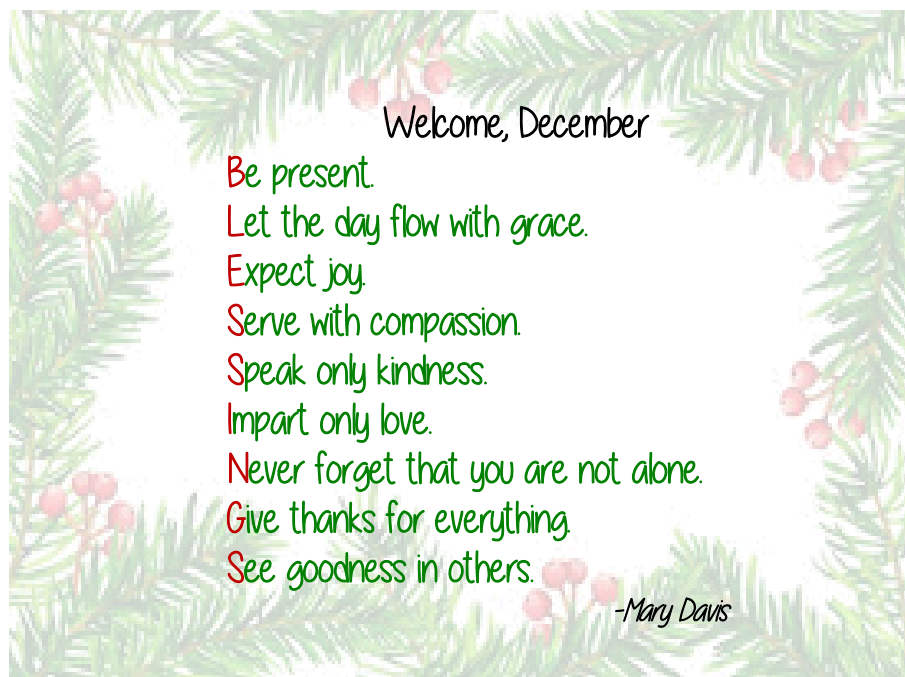 Welcome, December
Be present.
Let the day flow with grace.
Expect joy.
Serve with compassion.
Speak only kindness.
Impart only love.
Never forget that you are not alone.
Give thanks for everything.
See goodness in others.
-Mary Davis